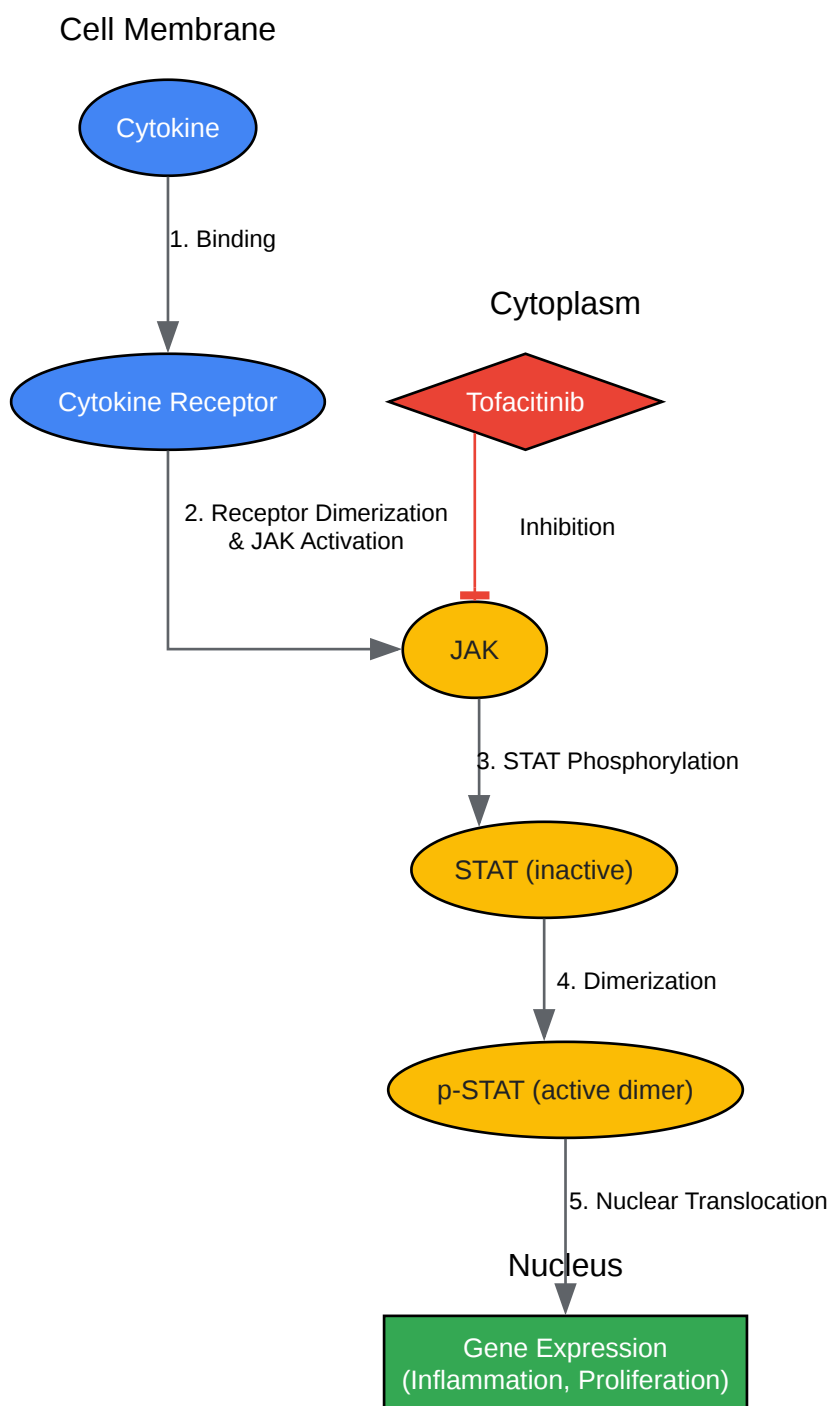 Cell Membrane
Cytokine
1. Binding
Cytoplasm
Cytokine Receptor
Tofacitinib
2. Receptor Dimerization
& JAK Activation
Inhibition
JAK
3. STAT Phosphorylation
STAT (inactive)
4. Dimerization
p-STAT (active dimer)
5. Nuclear Translocation
Nucleus
Gene Expression
(Inflammation, Proliferation)